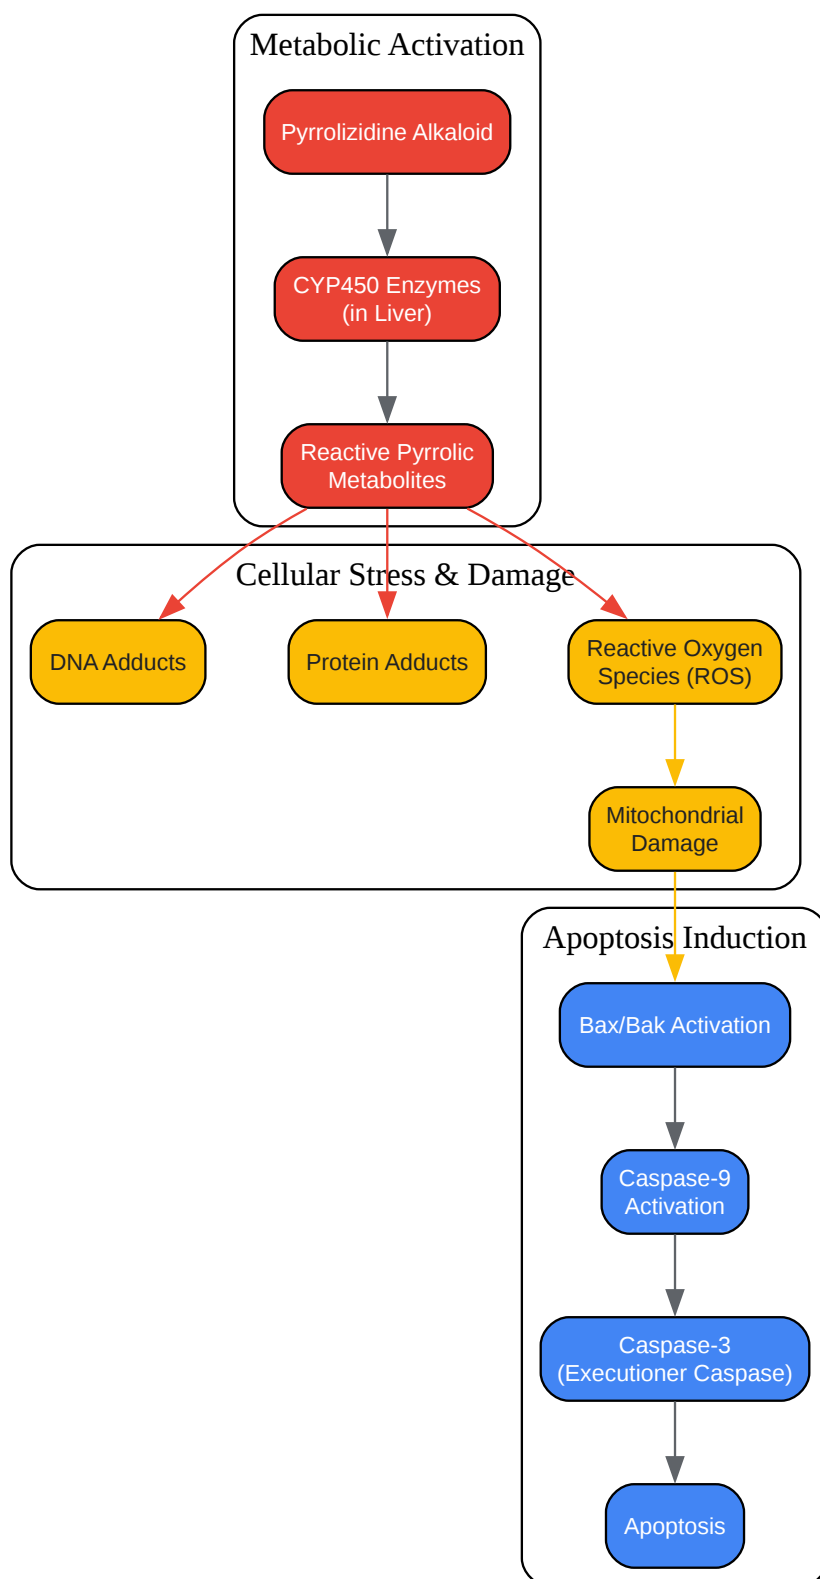 Metabolic Activation
Pyrrolizidine Alkaloid
CYP450 Enzymes
(in Liver)
Reactive Pyrrolic
Metabolites
Cellular Stress & Damage
DNA Adducts
Protein Adducts
Reactive Oxygen
Species (ROS)
Mitochondrial
Damage
Apoptosis Induction
Bax/Bak Activation
Caspase-9
Activation
Caspase-3
(Executioner Caspase)
Apoptosis